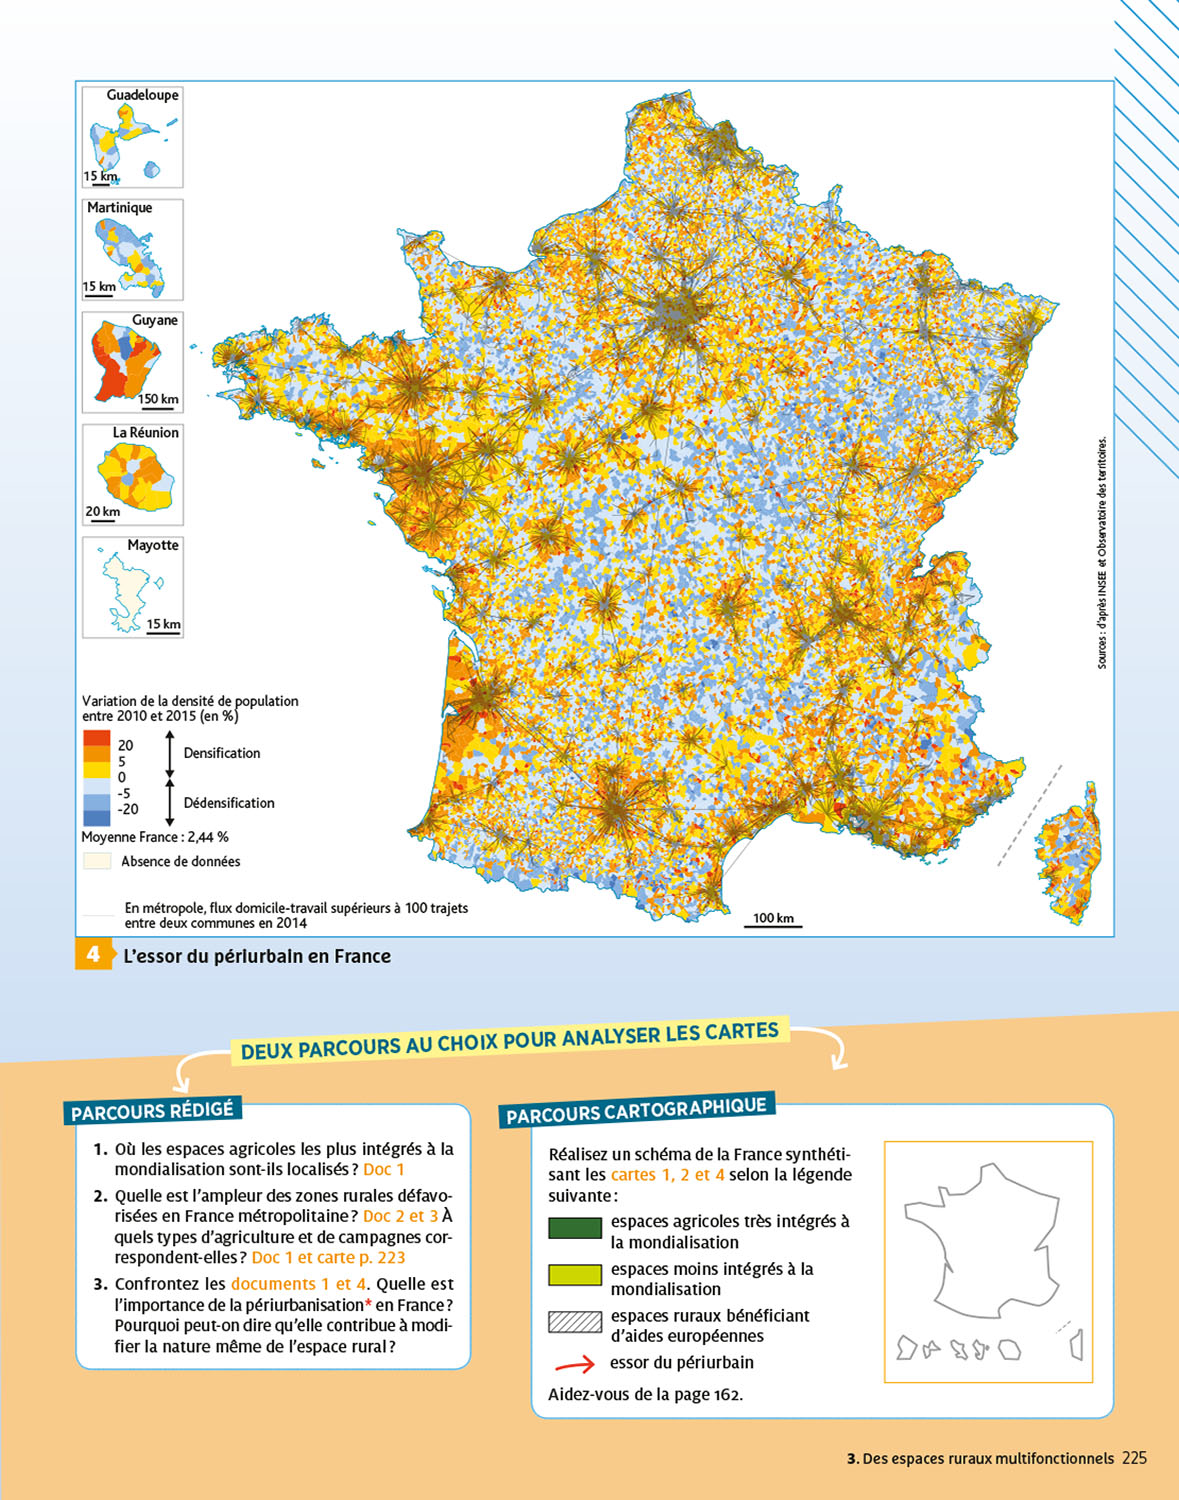 Guadeloupe
15 km
Martinique
15 km
Guyane
150 km
La Réunion
20 km
Mayotte
15 km
Variation de la densité de population
entre 2010 et 2015 (en %)
20
5
0
-5
-20
Densification
Dédensification
Moyenne France : 2,44 %
Absence de données
En métropole, flux domicile-travail supérieurs à 100 trajets
entre deux communes en 2014
100 km
Sources : d'après INSEE et Observatoire des territoires.
4 L'essor du périurbain en France
DEUX PARCOURS AU CHOIX POUR ANALYSER LES CARTES
PARCOURS RÉDIGÉ
1. Où les espaces agricoles les plus intégrés à la
mondialisation sont-ils localisés ? Doc 1
2. Quelle est l'ampleur des zones rurales défavo-
risées en France métropolitaine ? Doc 2 et 3 À
quels types d'agriculture et de campagnes cor-
respondent-elles ? Doc 1 et carte p. 223
3. Confrontez les documents 1 et 4. Quelle est
l'importance de la périurbanisation* en France ?
Pourquoi peut-on dire qu'elle contribue à modi-
fier la nature même de l'espace rural ?
PARCOURS CARTOGRAPHIQUE
Réalisez un schéma de la France synthéti-
sant les cartes 1, 2 et 4 selon la légende
suivante :
espaces agricoles très intégrés à
la mondialisation
espaces moins intégrés à la
mondialisation
espaces ruraux bénéficiant
d'aides européennes
essor du périurbain
Aidez-vous de la page 162.
3. Des espaces ruraux multifonctionnels 225